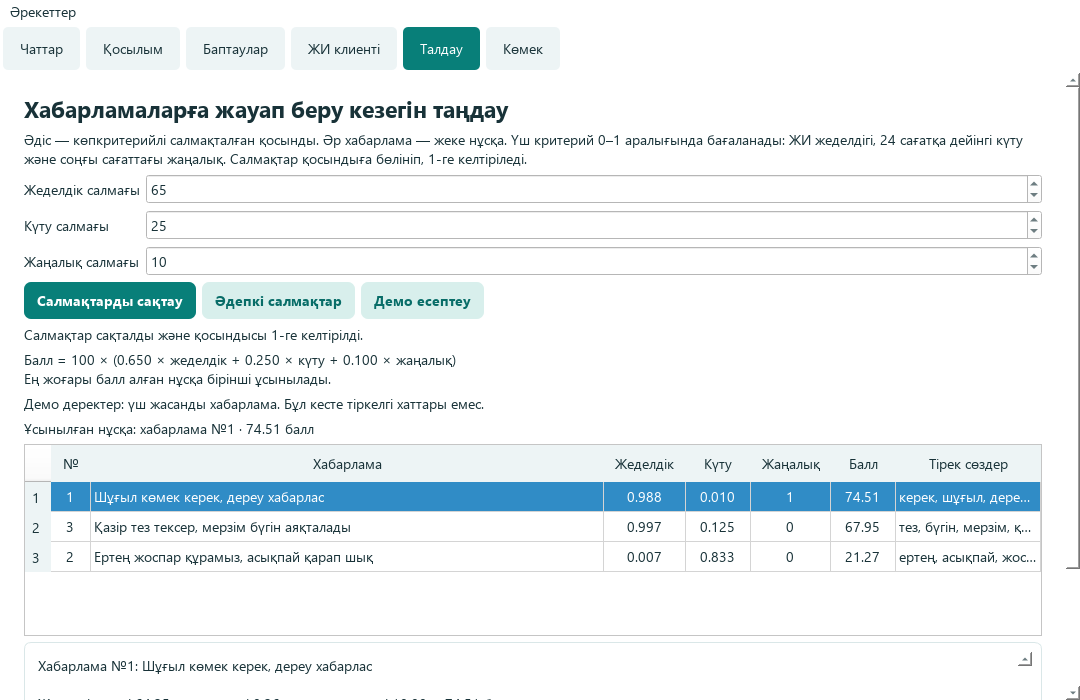 Әрекеттер
Чаттар Қосылым Баптаулар ЖИ клиенті Талдау Көмек
Хабарламаларға жауап беру кезегін таңдау
Әдіс — көпкритерийлі салмақталған қосынды. Әр хабарлама — жеке нұсқа. Үш критерий 0–1 аралығында бағаланады: ЖИ жеделдігі, 24 сағатқа дейінгі күту
және соңғы сағаттағы жаңалық. Салмақтар қосындыға бөлініп, 1-ге келтіріледі.
Жеделдік салмағы 65
Күту салмағы 25
Жаңалық салмағы 10
Салмақтарды сақтау Әдепкі салмақтар Демо есептеу
Салмақтар сақталды және қосындысы 1-ге келтірілді.
Балл = 100 × (0.650 × жеделдік + 0.250 × күту + 0.100 × жаңалық)
Ең жоғары балл алған нұсқа бірінші ұсынылады.
Демо деректер: үш жасанды хабарлама. Бұл кесте тіркелгі хаттары емес.
Ұсынылған нұсқа: хабарлама №1 · 74.51 балл
№ Хабарлама Жеделдік Күту Жаңалық Балл Тірек сөздер
1 1 Шұғыл көмек керек, дереу хабарлас 0.988 0.010 1 74.51 керек, шұғыл, дере...
2 3 Қазір тез тексер, мерзім бүгін аяқталады 0.997 0.125 0 67.95 тез, бүгін, мерзім, қ...
3 2 Ертең жоспар құрамыз, асықпай қарап шық 0.007 0.833 0 21.27 ертең, асықпай, жос...
Хабарлама №1: Шұғыл көмек керек, дереу хабарлас